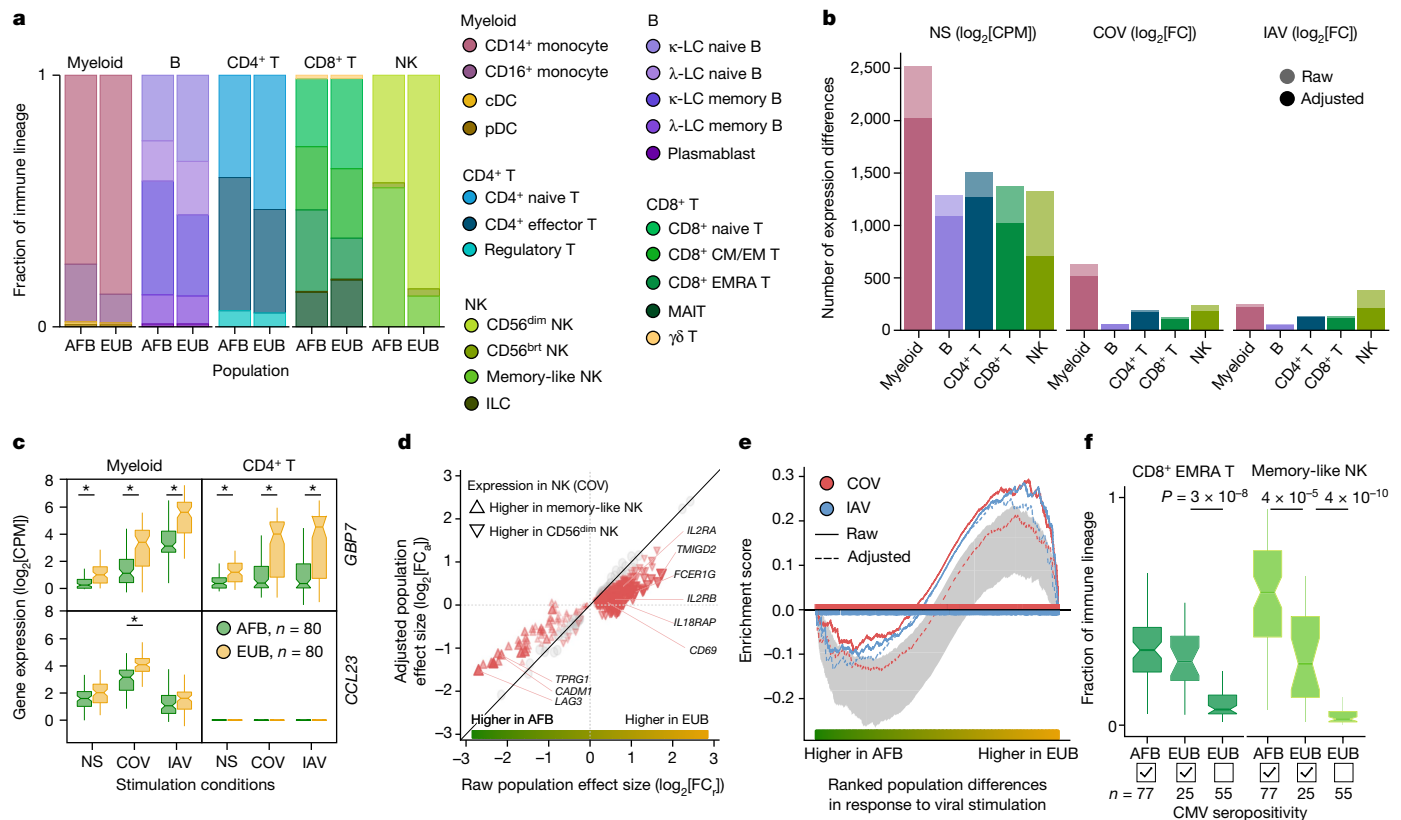 a
Myeloid
B
CD4+ T
CD8+ T
NK
Fraction of immune lineage
1
0
AFB EUB AFB EUB AFB EUB AFB EUB AFB EUB
Population
Myeloid
CD14+ monocyte
CD16+ monocyte
cDC
pDC
CD4+ T
CD4+ naive T
CD4+ effector T
Regulatory T
NK
CD56dim NK
CD56brt NK
Memory-like NK
ILC
B
κ-LC naive B
λ-LC naive B
κ-LC memory B
λ-LC memory B
Plasmablast
CD8+ T
CD8+ naive T
CD8+ CM/EM T
CD8+ EMRA T
MAIT
γδ T
b
NS (log2[CPM])
COV (log2[FC])
IAV (log2[FC])
Raw
Adjusted
Number of expression differences
2,500
2,000
1,500
1,000
500
0
Myeloid B CD4+ T CD8+ T NK
Myeloid B CD4+ T CD8+ T NK
Myeloid B CD4+ T CD8+ T NK
c
Myeloid
CD4+ T
Gene expression (log2[CPM])
8
6
4
2
0
* * * * * *
GBP7
8
6
4
2
0
*
AFB, n = 80
EUB, n = 80
CCL23
NS COV IAV NS COV IAV
Stimulation conditions
d
Adjusted population
effect size (log2[FCa])
3
2
1
0
−1
−2
−3
Expression in NK (COV)
Higher in memory-like NK
Higher in CD56dim NK
IL2RA
TMIGD2
FCER1G
IL2RB
IL18RAP
CD69
TPRG1
CADM1
LAG3
Higher in AFB
Higher in EUB
−3 −2 −1 0 1 2 3
Raw population effect size (log2[FCr])
e
Enrichment score
0.3
0.2
0.1
0.0
−0.1
−0.2
COV
IAV
Raw
Adjusted
Higher in AFB
Higher in EUB
Ranked population differences
in response to viral stimulation
f
CD8+ EMRA T
Memory-like NK
P = 3 × 10−8
4 × 10−5
4 × 10−10
Fraction of immune lineage
1
0
AFB EUB EUB AFB EUB EUB
n = 77 25 55 77 25 55
CMV seropositivity